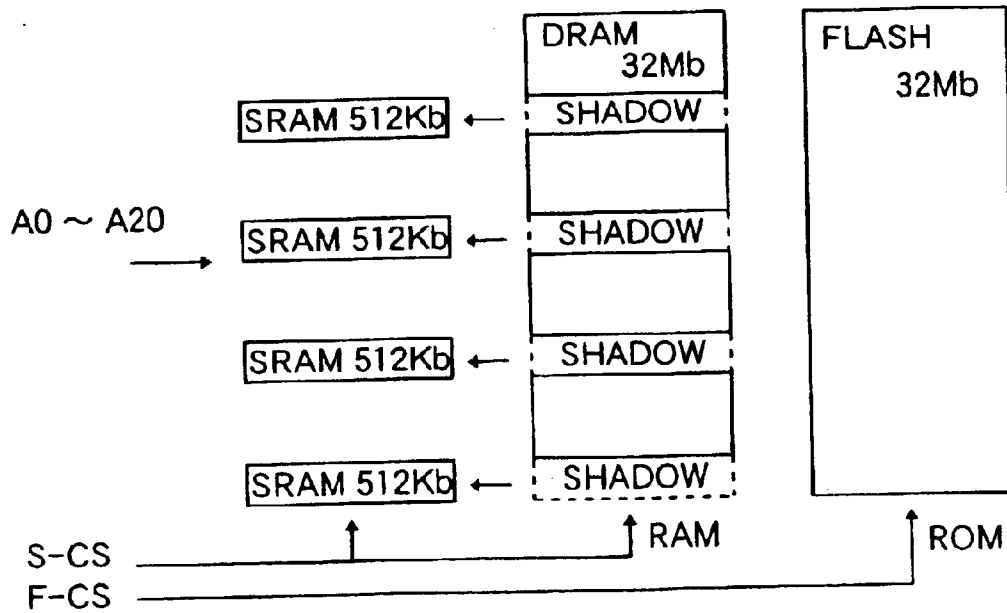 DRAM
32Mb
FLASH
32Mb
SRAM 512Kb
SHADOW
A0 ~ A20
SRAM 512Kb
SHADOW
SRAM 512Kb
SHADOW
SRAM 512Kb
SHADOW
RAM
ROM
S-CS
F-CS